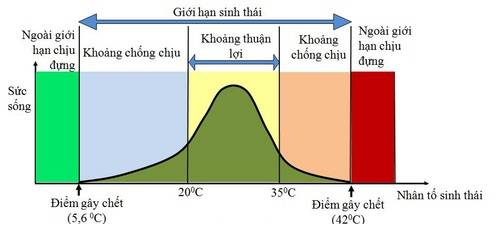 Giới hạn sinh thái
Ngoài giới
hạn chịu
đựng
Khoảng chống chịu
Khoảng thuận
lợi
Khoảng
chống chịu
Ngoài giới
hạn chịu
đựng
Sức
sống
20⁰C
35⁰C
Nhân tố sinh thái
Điểm gây chết
(5,6 ⁰C)
Điểm gây chết
(42⁰C)